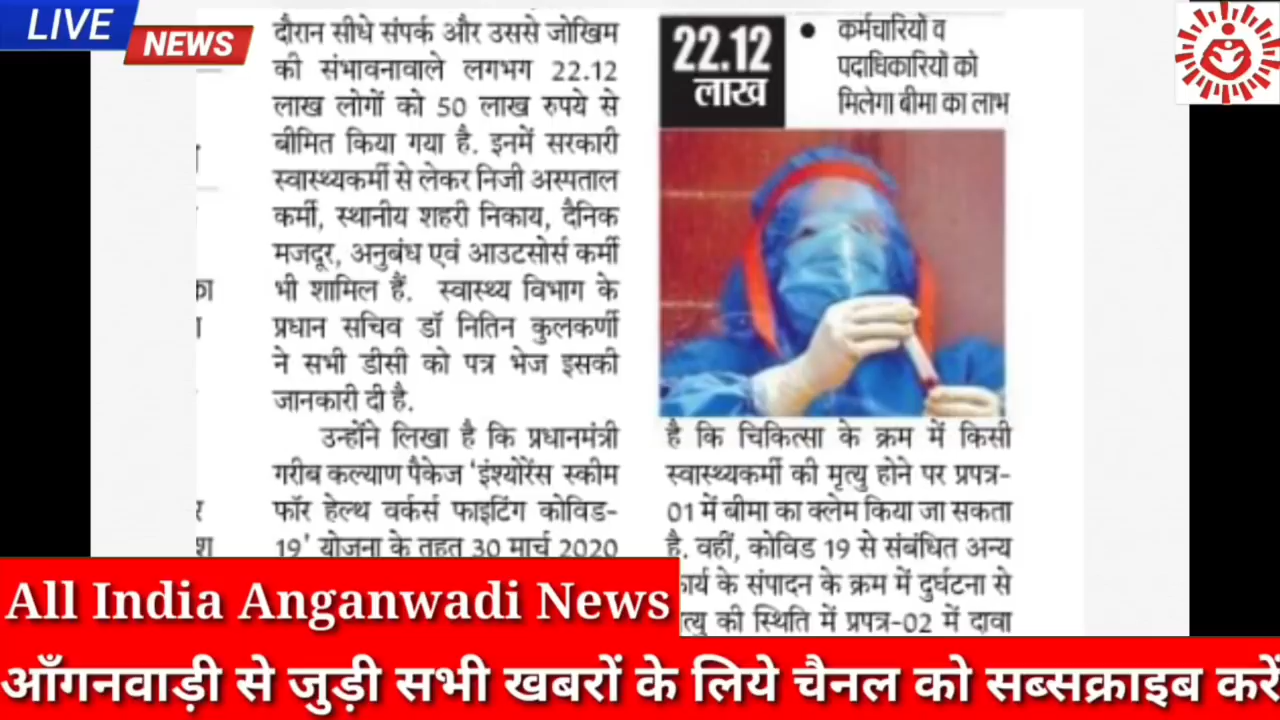 LIVE
NEWS
दौरान सीधे संपर्क और उससे जोखिम
की संभावनावाले लगभग 22.12
लाख लोगों को 50 लाख रुपये से
बीमित किया गया है. इनमें सरकारी
स्वास्थ्यकर्मी से लेकर निजी अस्पताल
कर्मी, स्थानीय शहरी निकाय, दैनिक
मजदूर, अनुबंध एवं आउटसोर्स कर्मी
भी शामिल हैं. स्वास्थ्य विभाग के
प्रधान सचिव डॉ नितिन कुलकर्णी
ने सभी डीसी को पत्र भेज इसकी
जानकारी दी है.
उन्होंने लिखा है कि प्रधानमंत्री
गरीब कल्याण पैकेज 'इंश्योरेंस स्कीम
फॉर हेल्थ वर्कर्स फाइटिंग कोविड-
19' योजना के तहत 30 मार्च 2020
22.12
लाख
● कर्मचारियों व
पदाधिकारियों को
मिलेगा बीमा का लाभ
है कि चिकित्सा के क्रम में किसी
स्वास्थ्यकर्मी की मृत्यु होने पर प्रपत्र-
01 में बीमा का क्लेम किया जा सकता
है. वहीं, कोविड 19 से संबंधित अन्य
के संपादन के क्रम में दुर्घटना से
की स्थिति में प्रपत्र-02 में दावा
All India Anganwadi News
आँगनवाड़ी से जुड़ी सभी खबरों के लिये चैनल को सब्सक्राइब करें